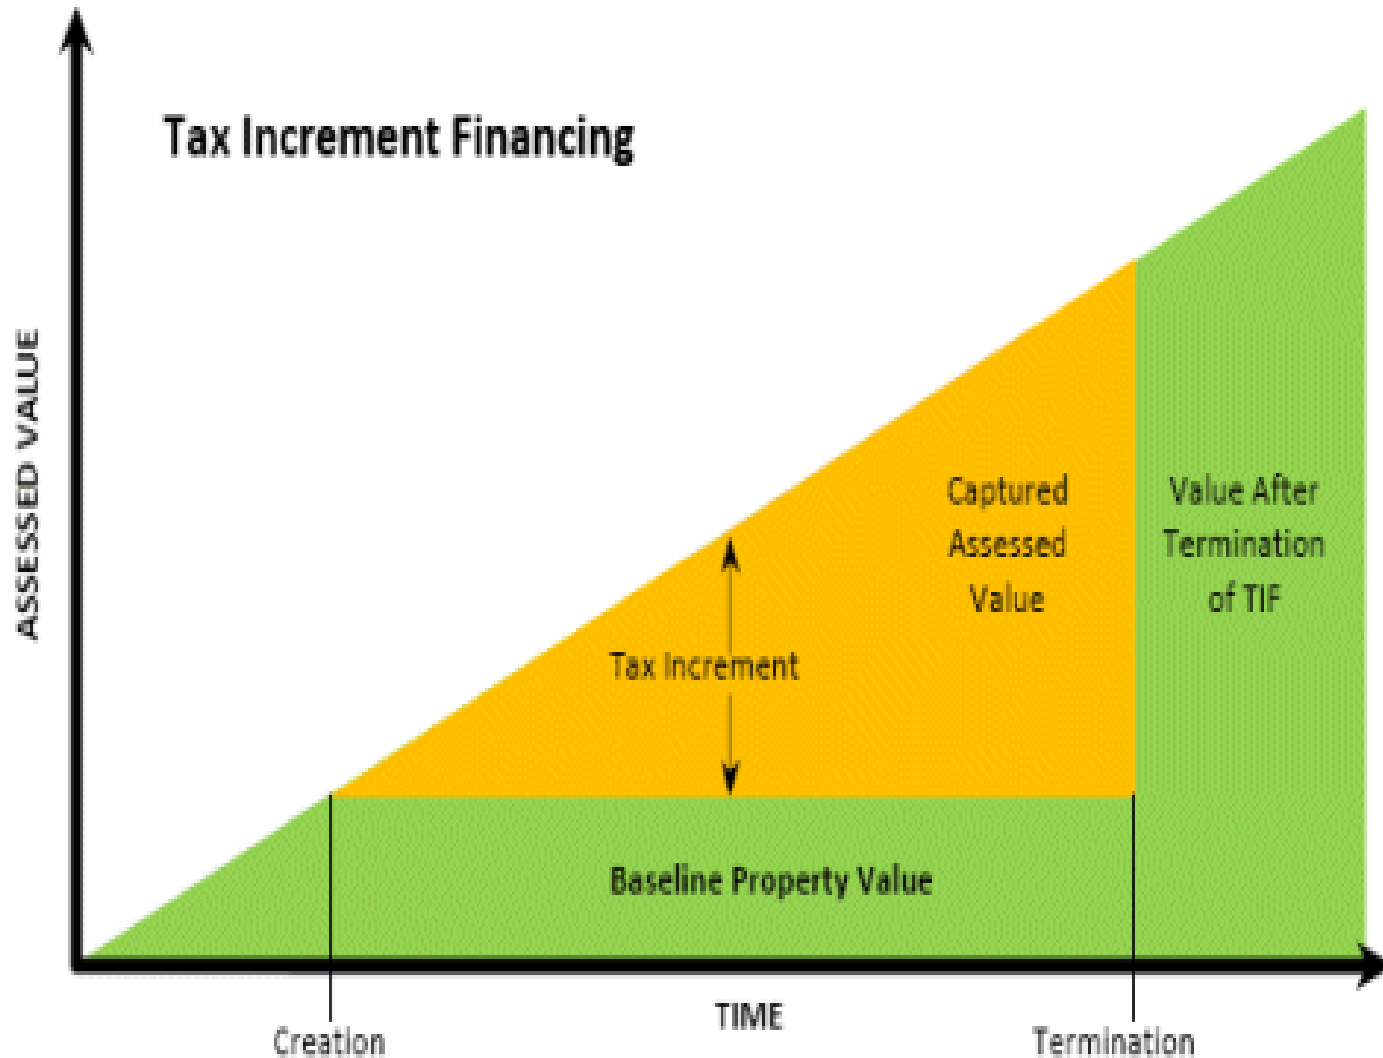 Tax Increment Financing
ASSESSED VALUE
Captured
Assessed
Value
Value After
Termination
of TIF
Tax Increment
Baseline Property Value
TIME
Creation
Termination